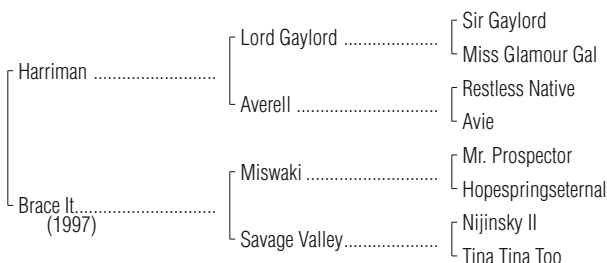 Sir Gaylord
Lord Gaylord ........................
Miss Glamour Gal
Harriman ..............................
Restless Native
Averell ...................................
Avie
Mr. Prospector
Miswaki .................................
Hopespringseternal
Brace It...................................
(1997)
Nijinsky II
Savage Valley........................
Tina Tina Too